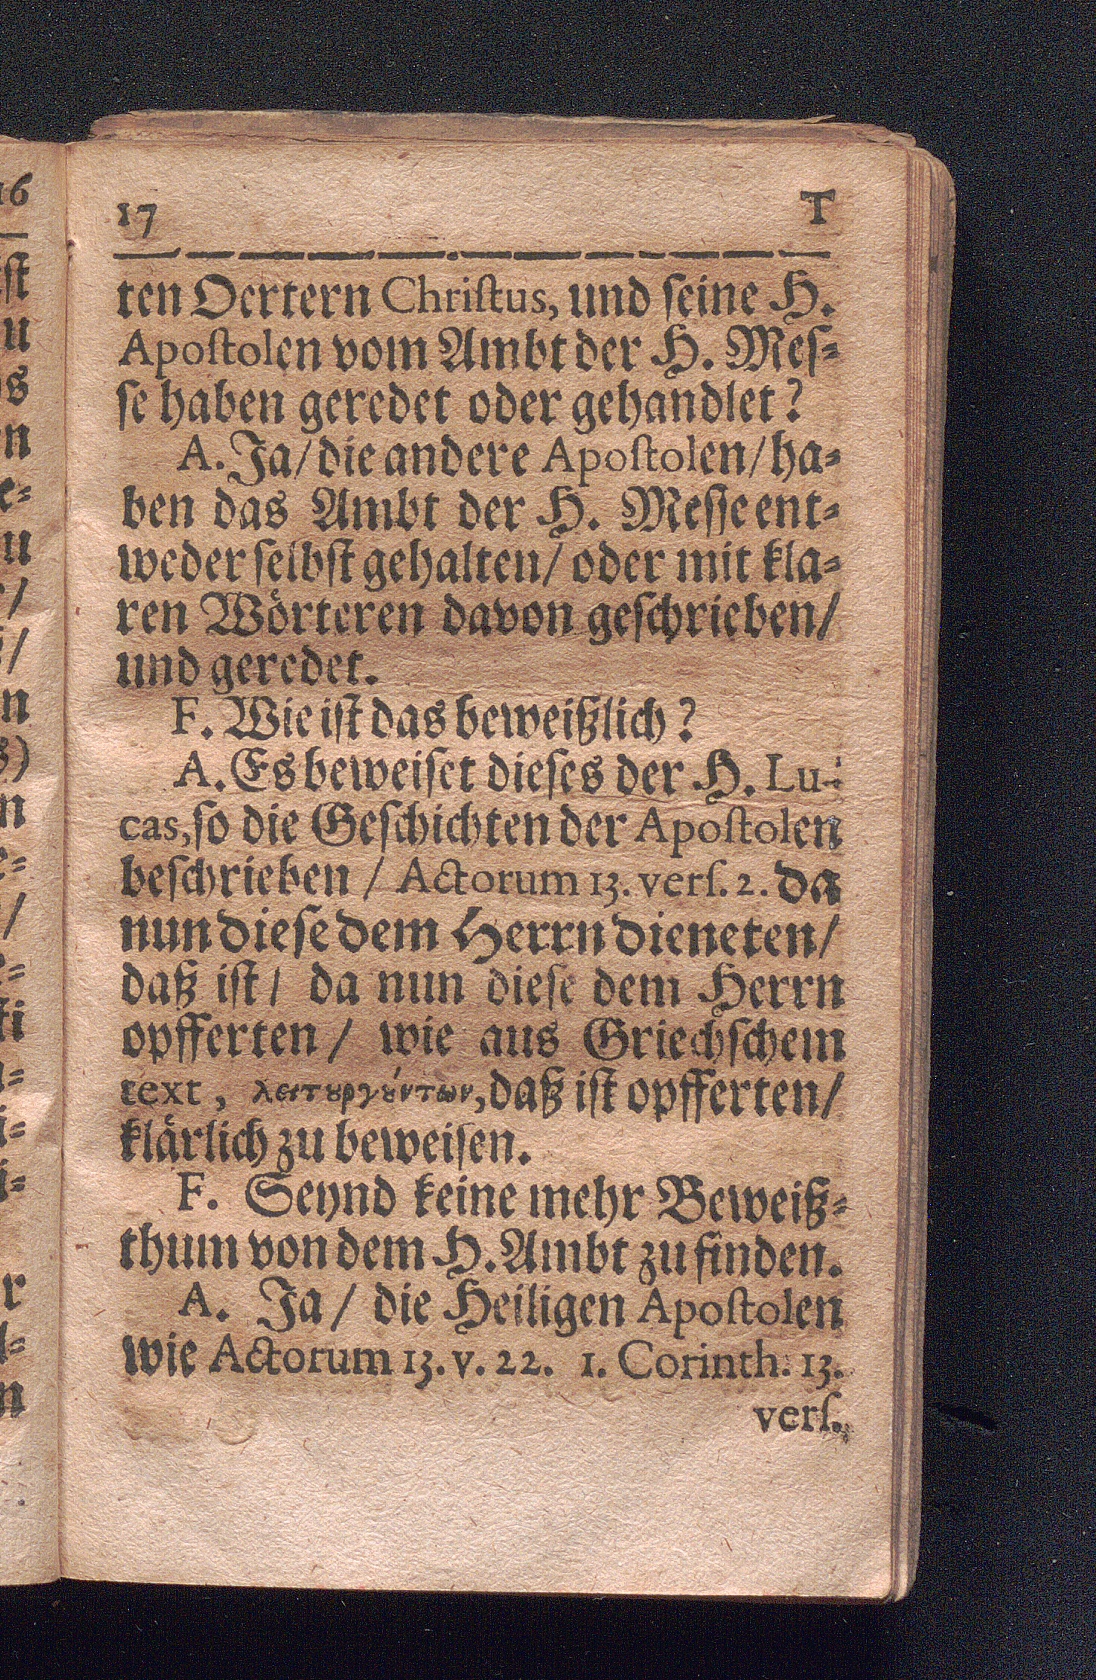 17 T
ten Oertern Christus, und seine H.
Apostolen vom Ambt der H. Mes-
se haben geredet oder gehandlet?
A. Ja/ die andere Apostolen/ ha-
ben das Ambt der H. Messe ent-
weder selbst gehalten/ oder mit kla-
ren Wörteren davon geschrieben/
und geredet.
F. Wie ist das beweißlich?
A. Es beweiset dieses der H. Lu-
cas, so die Geschichten der Apostolen
beschrieben / Actorum 13. vers. 2. da
nun diese dem Herrn dieneten/
daß ist/ da nun diese dem Herrn
opfferten / wie aus Griechschem
text, λειτȣργȣ́ντων, daß ist opfferten/
klärlich zu beweisen.
F. Seynd keine mehr Beweiß-
thum von dem H. Ambt zu finden.
A. Ja/ die Heiligen Apostolen
wie Actorum 13. v. 22. 1. Corinth. 13.
vers.